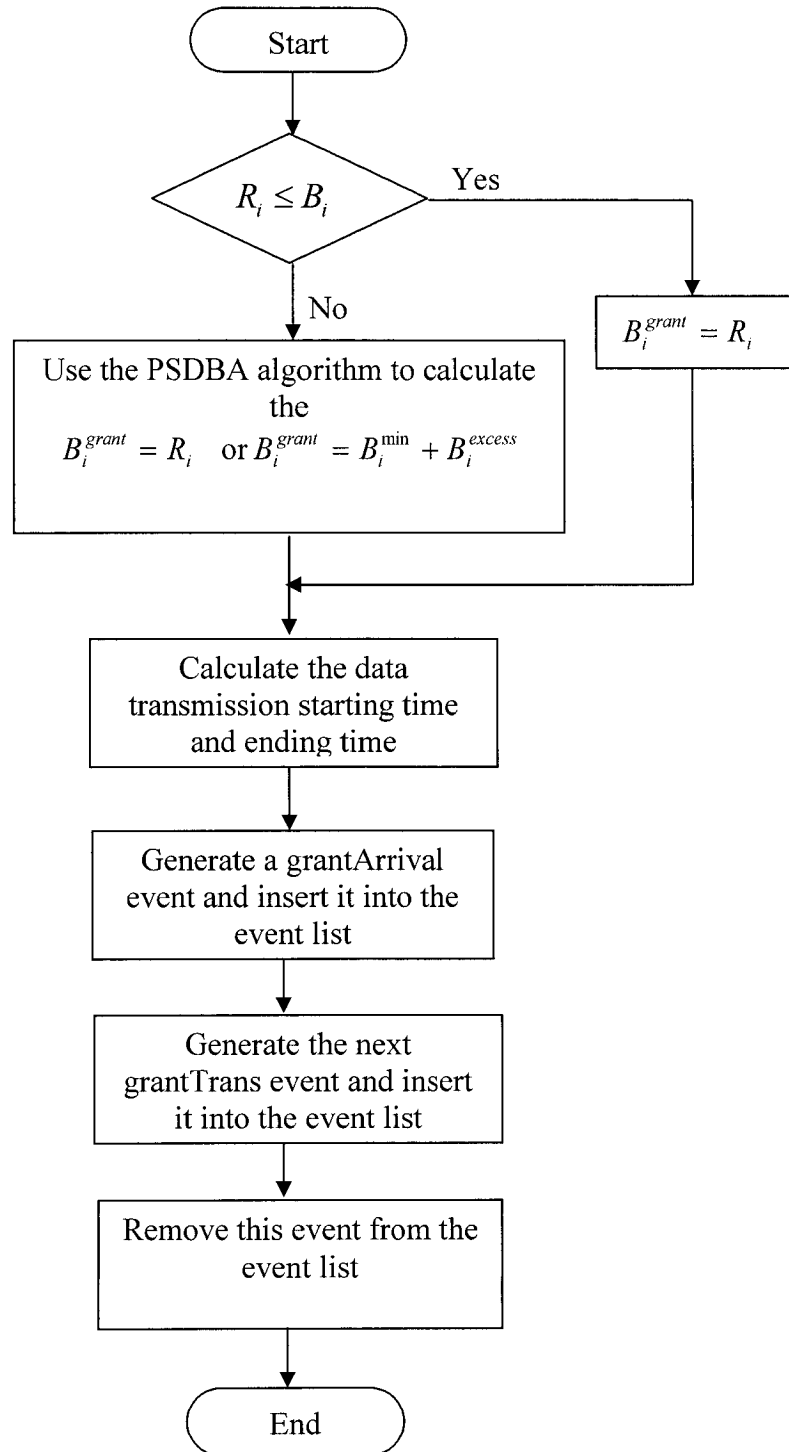 Start
R_i ≤ B_i
Yes
No
B_i^{grant} = R_i
Use the PSDBA algorithm to calculate
the
B_i^{grant} = R_i or B_i^{grant} = B_i^{min} + B_i^{excess}
Calculate the data
transmission starting time
and ending time
Generate a grantArrival
event and insert it into the
event list
Generate the next
grantTrans event and insert
it into the event list
Remove this event from the
event list
End